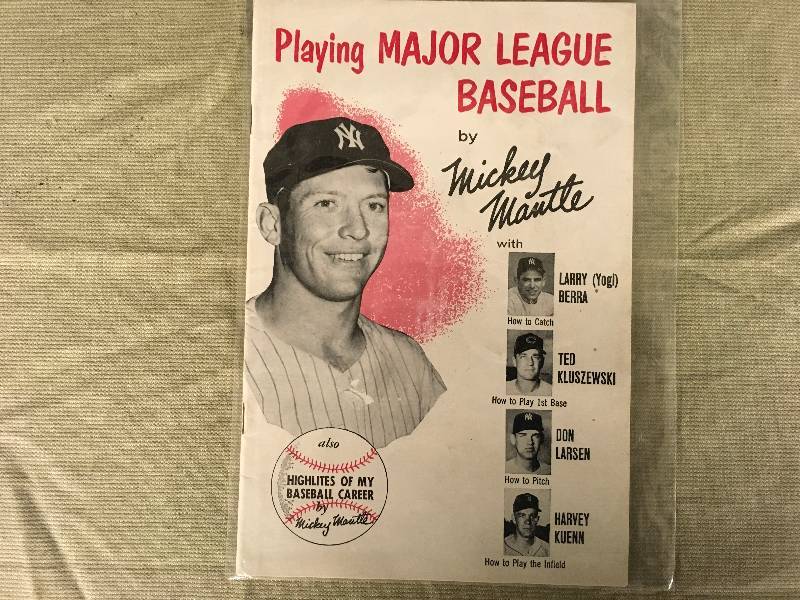 Playing MAJOR LEAGUE
BASEBALL
by
Mickey
Mantle
with
LARRY (Yogi)
BERRA
How to Catch
TED
KLUSZEWSKI
How to Play 1st Base
DON
LARSEN
How to Pitch
HARVEY
KUENN
How to Play the Infield
also
HIGHLITES OF MY
BASEBALL CAREER
by
Mickey Mantle
NY